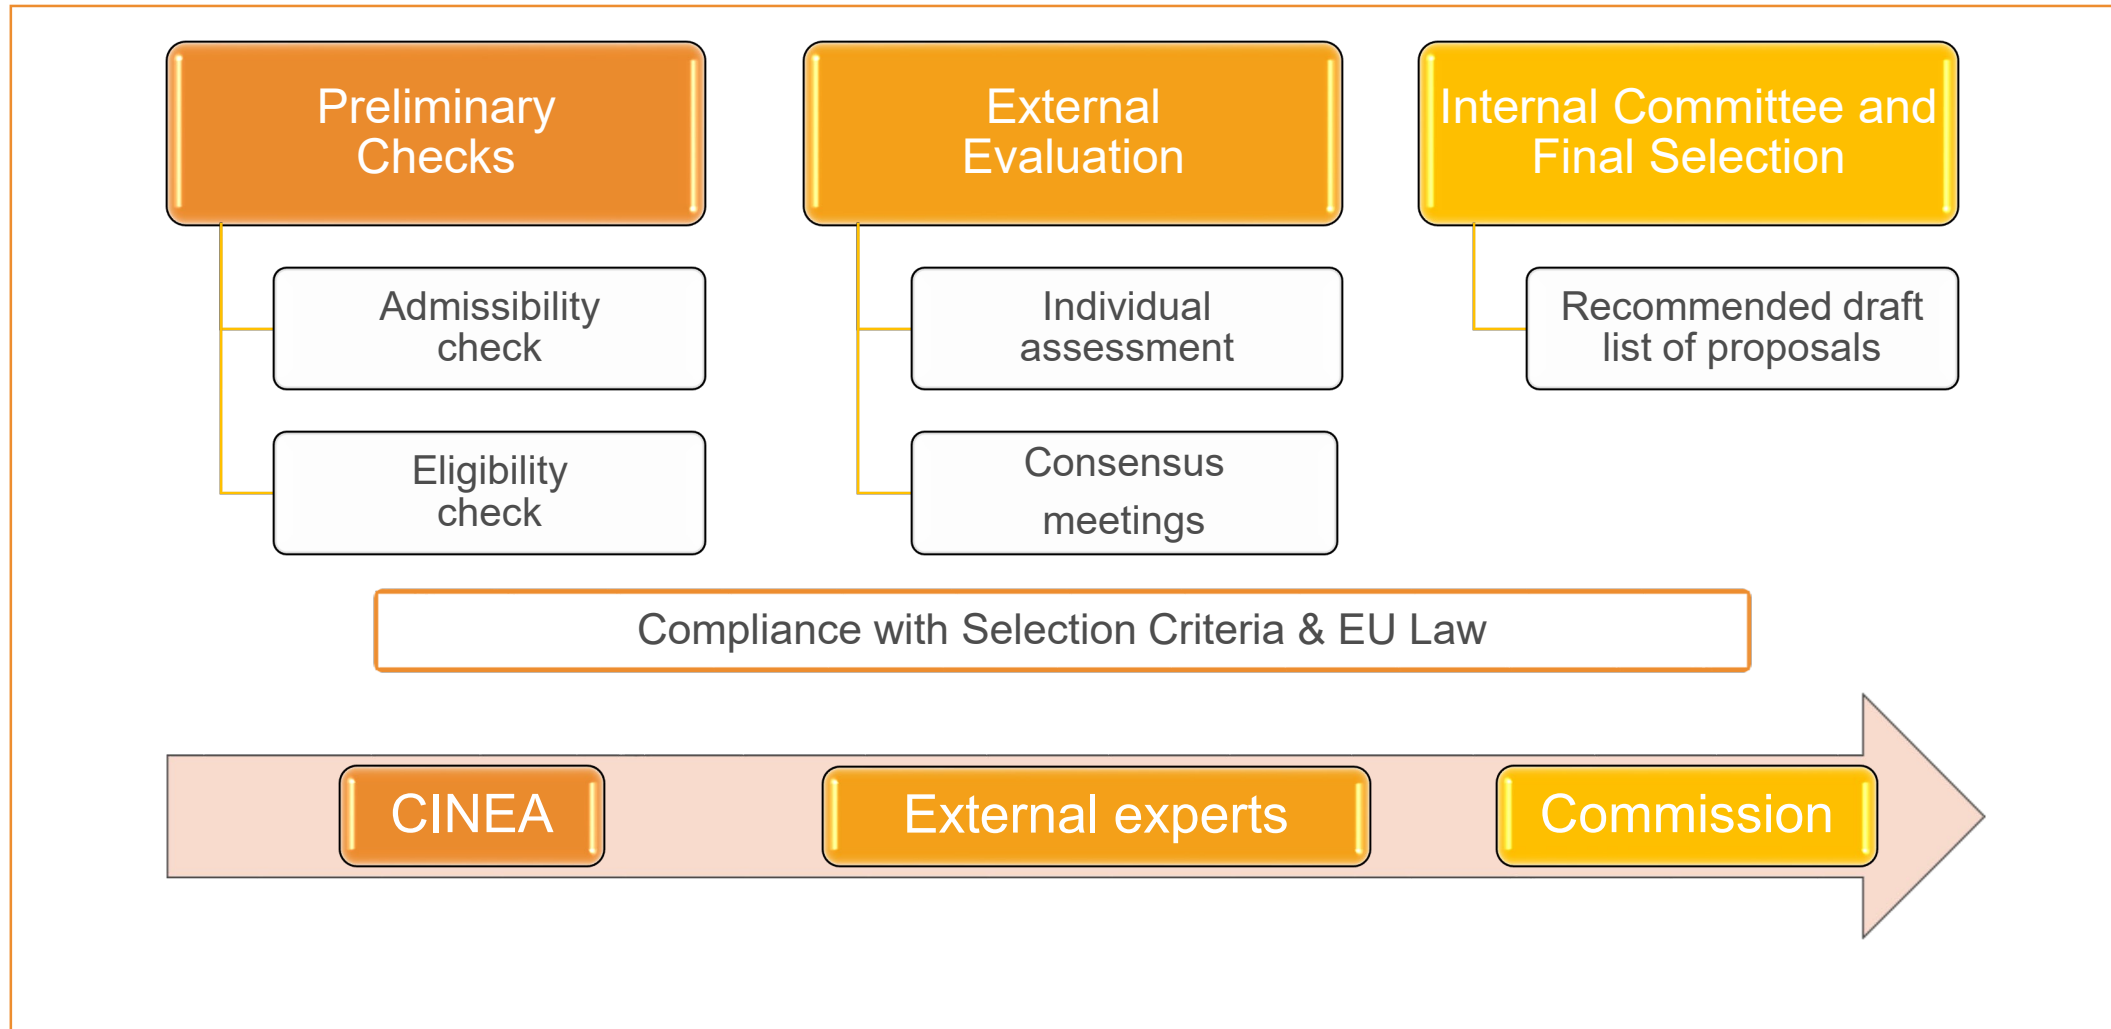 Preliminary
Checks
Admissibility
check
Eligibility
check
External
Evaluation
Individual
assessment
Consensus
meetings
Internal Committee and
Final Selection
Recommended draft
list of proposals
Compliance with Selection Criteria & EU Law
CINEA
External experts
Commission